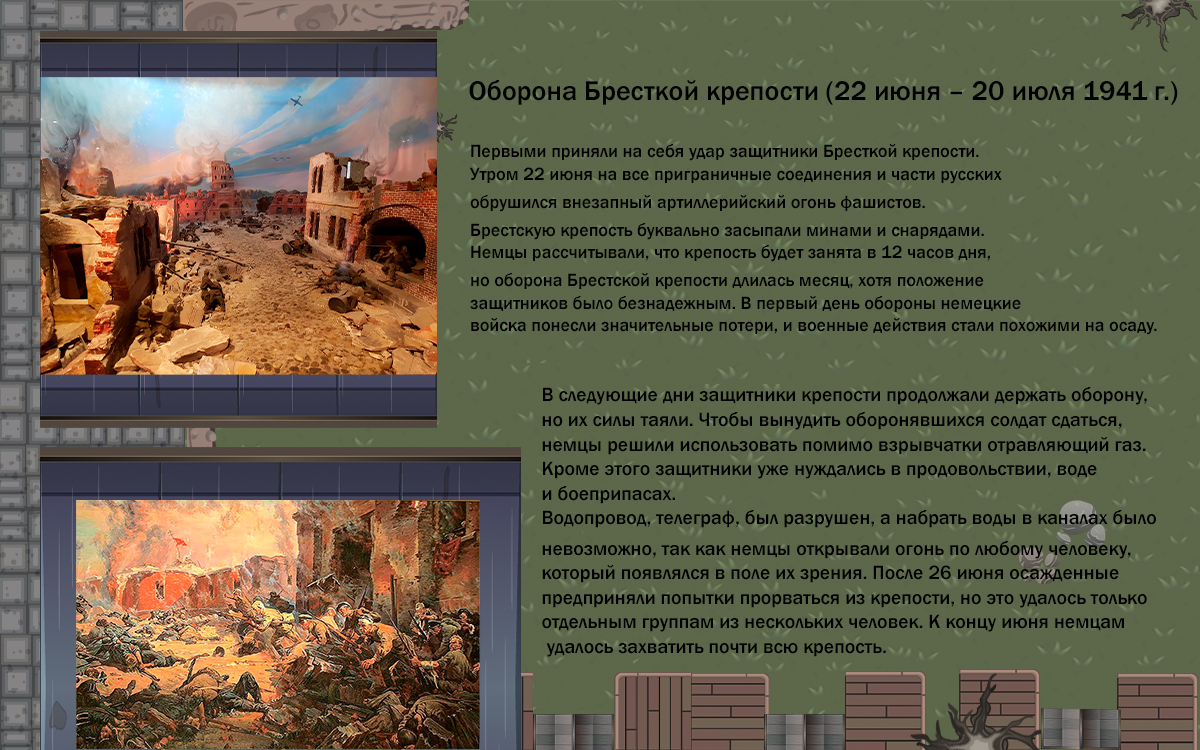 Оборона Бресткой крепости (22 июня – 20 июля 1941 г.)
Первыми приняли на себя удар защитники Бресткой крепости.
Утром 22 июня на все приграничные соединения и части русских
обрушился внезапный артиллерийский огонь фашистов.
Брестскую крепость буквально засыпали минами и снарядами.
Немцы рассчитывали, что крепость будет занята в 12 часов дня,
но оборона Брестской крепости длилась месяц, хотя положение
защитников было безнадежным. В первый день обороны немецкие
войска понесли значительные потери, и военные действия стали похожими на осаду.
В следующие дни защитники крепости продолжали держать оборону,
но их силы таяли. Чтобы вынудить оборонявшихся солдат сдаться,
немцы решили использовать помимо взрывчатки отравляющий газ.
Кроме этого защитники уже нуждались в продовольствии, воде
и боеприпасах.
Водопровод, телеграф, был разрушен, а набрать воды в каналах было
невозможно, так как немцы открывали огонь по любому человеку,
который появлялся в поле их зрения. После 26 июня осажденные
предприняли попытки прорваться из крепости, но это удалось только
отдельным группам из нескольких человек. К концу июня немцам
удалось захватить почти всю крепость.